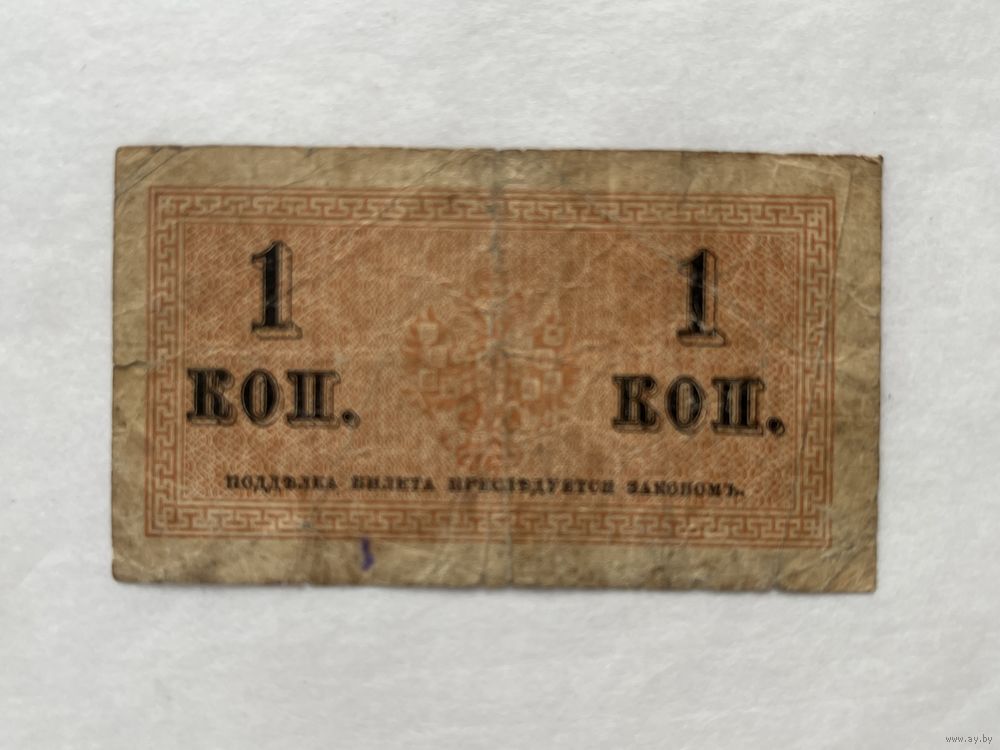 1 1
КОП. КОП.
ПОДДѢЛКА БИЛЕТА ПРЕСЛѢДУЕТСЯ ЗАКОНОМЪ.
www.ay.by